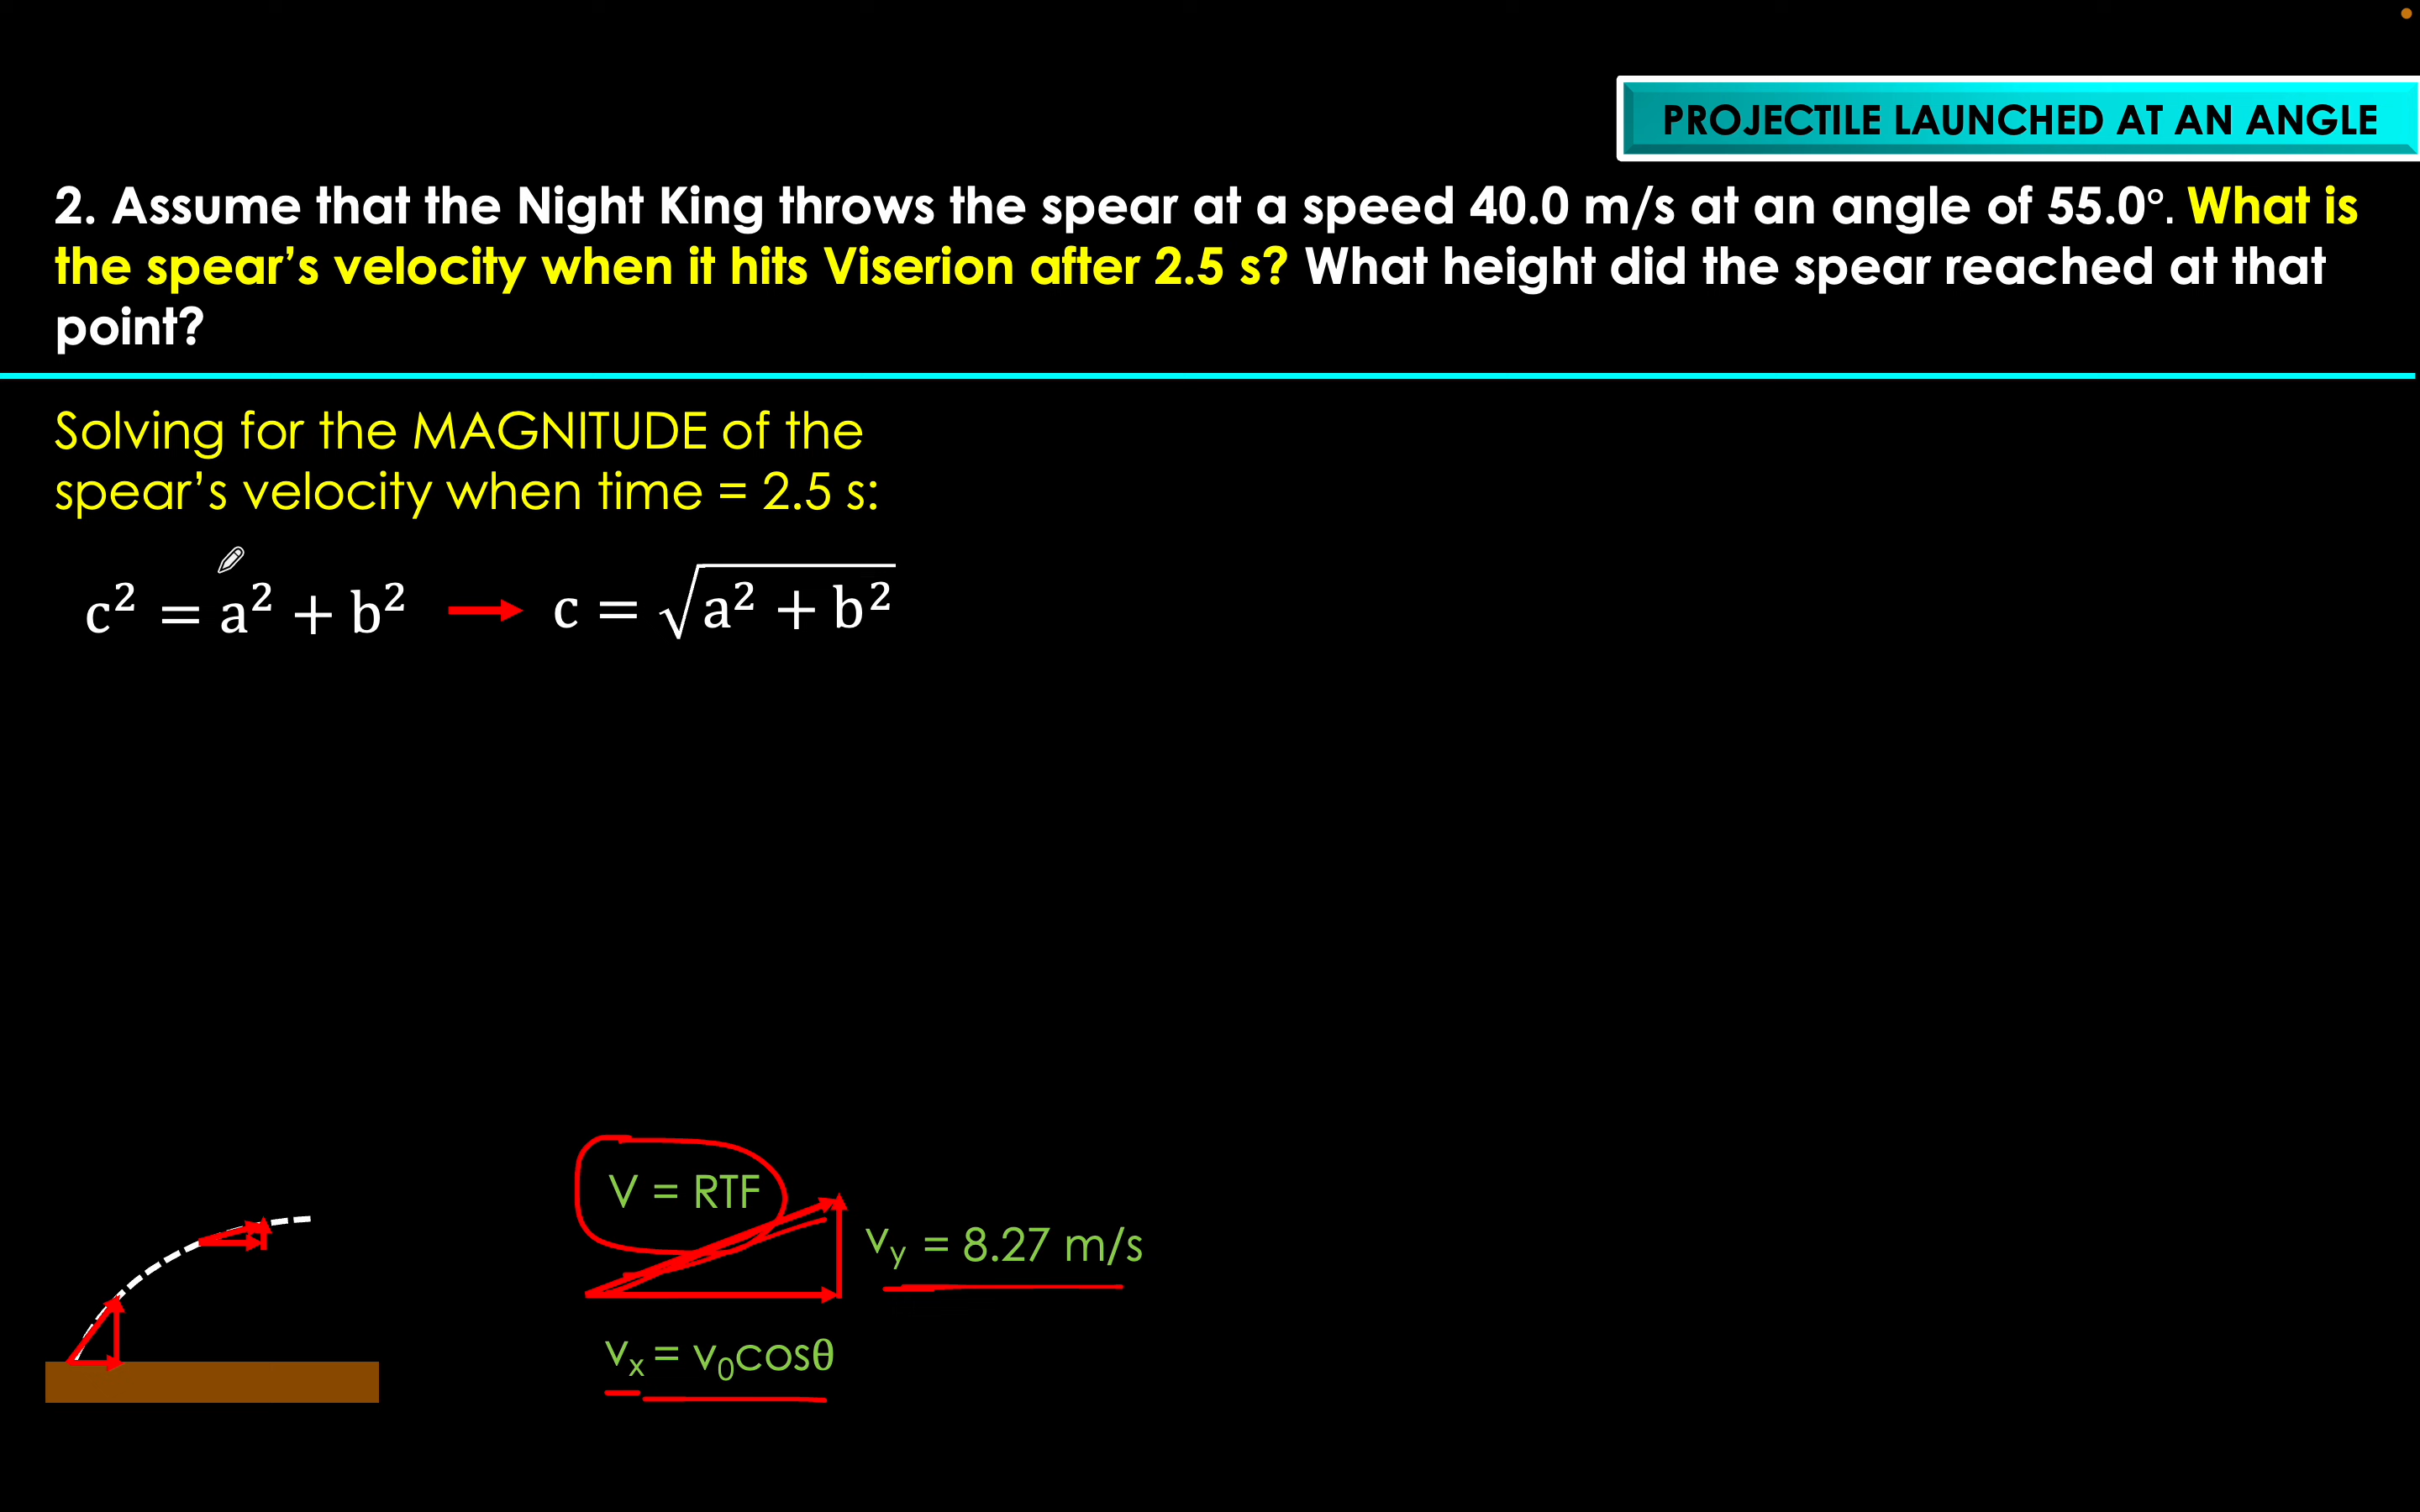 PROJECTILE LAUNCHED AT AN ANGLE
2. Assume that the Night King throws the spear at a speed 40.0 m/s at an angle of 55.0°. What is
the spear’s velocity when it hits Viserion after 2.5 s? What height did the spear reached at that
point?
Solving for the MAGNITUDE of the
spear’s velocity when time = 2.5 s:
c² = a² + b² → c = √(a² + b²)
V = RTF
vᵧ = 8.27 m/s
vₓ = v₀cosθ